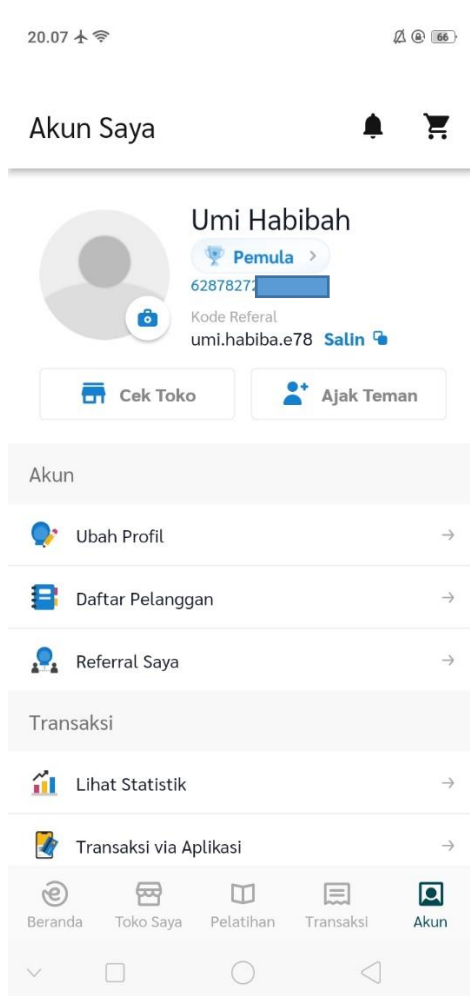 20.07
66
Akun Saya
Umi Habibah
Pemula
6287827
Kode Referal
umi.habiba.e78 Salin
Cek Toko
Ajak Teman
Akun
Ubah Profil
Daftar Pelanggan
Referral Saya
Transaksi
Lihat Statistik
Transaksi via Aplikasi
Beranda Toko Saya Pelatihan Transaksi Akun